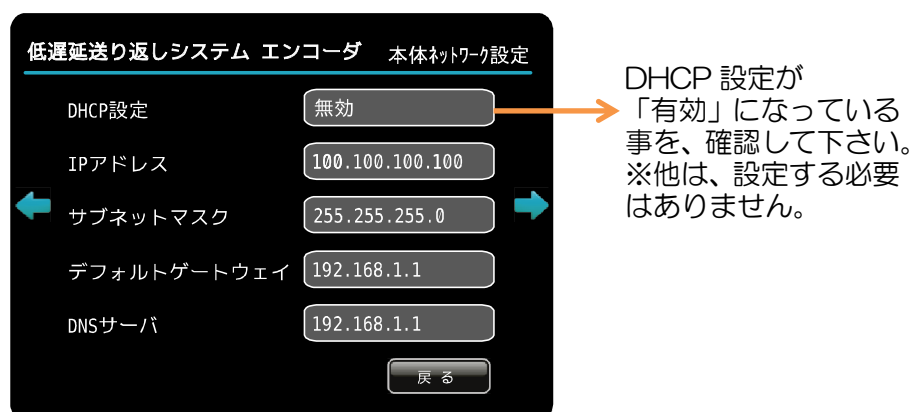 低遅延送り返しシステム エンコーダ 本体ﾈｯﾄﾜｰｸ設定
DHCP設定 無効
IPアドレス 100.100.100.100
サブネットマスク 255.255.255.0
デフォルトゲートウェイ 192.168.1.1
DNSサーバ 192.168.1.1
戻る
DHCP 設定が
「有効」になっている
事を、確認して下さい。
※他は、設定する必要
はありません。